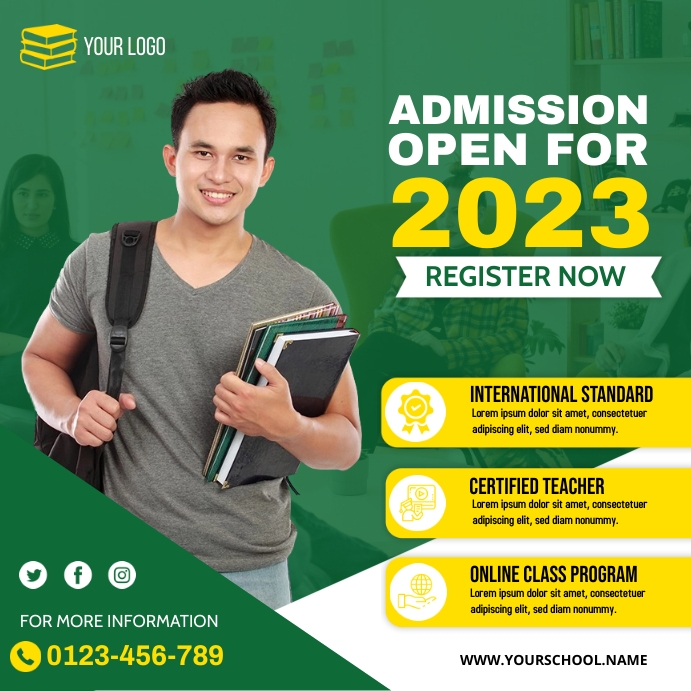 YOUR LOGO
ADMISSION
OPEN FOR
2023
REGISTER NOW
INTERNATIONAL STANDARD
Lorem ipsum dolor sit amet, consectetuer
adipiscing elit, sed diam nonummy.
CERTIFIED TEACHER
Lorem ipsum dolor sit amet, consectetuer
adipiscing elit, sed diam nonummy.
ONLINE CLASS PROGRAM
Lorem ipsum dolor sit amet, consectetuer
adipiscing elit, sed diam nonummy.
FOR MORE INFORMATION
0123-456-789
WWW.YOURSCHOOL.NAME